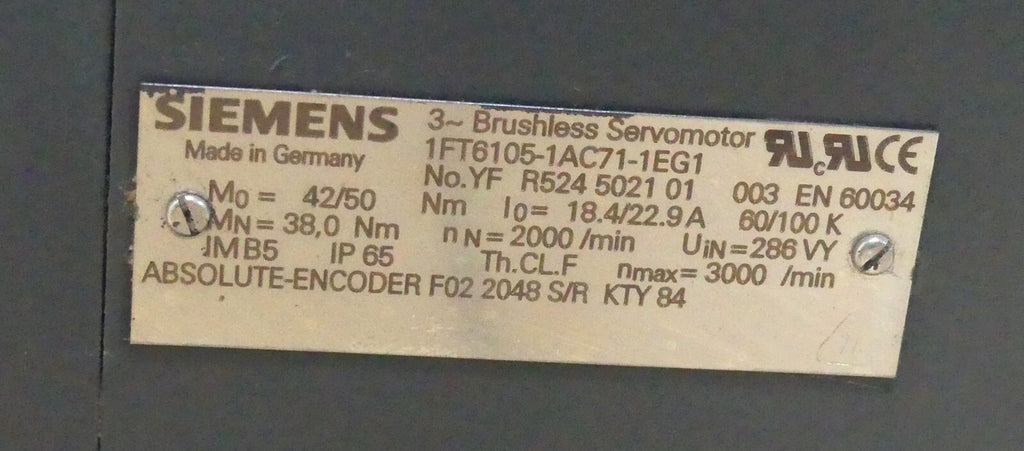 SIEMENS 3~ Brushless Servomotor
Made in Germany 1FT6105-1AC71-1EG1
No.YF R524 5021 01 003 EN 60034
M0 = 42/50 Nm I0= 18.4/22.9 A 60/100 K
MN = 38,0 Nm nN = 2000 /min UiN =286 VY
IM B5 IP 65 Th.CL.F nmax= 3000 /min
ABSOLUTE-ENCODER F02 2048 S/R KTY 84